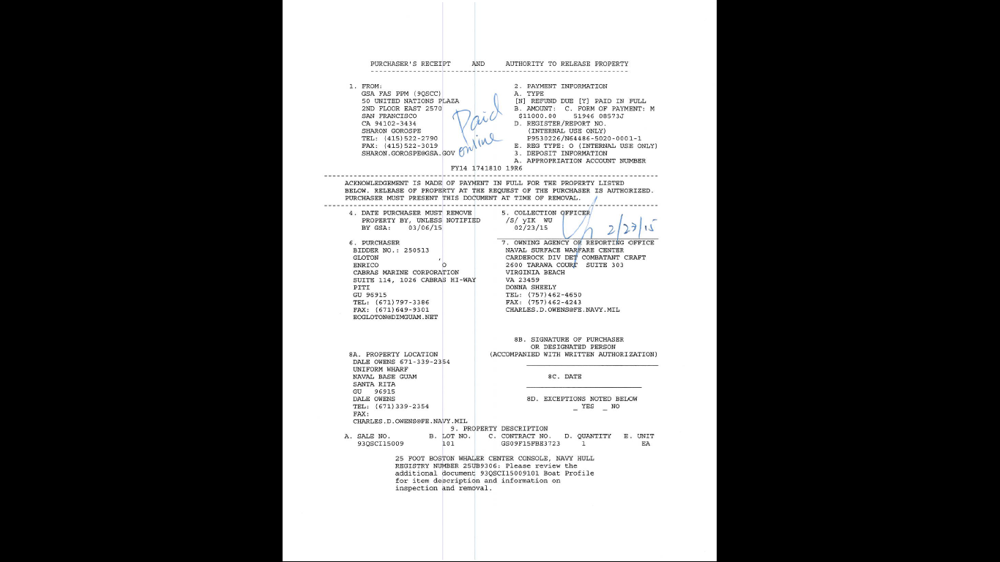 PURCHASER'S RECEIPT AND AUTHORITY TO RELEASE PROPERTY
1. FROM:
GSA FAS PPM (9QSCC)
50 UNITED NATIONS PLAZA
2ND FLOOR EAST 2570
SAN FRANCISCO
CA 94102-3434
SHARON GOROSPE
TEL: (415)522-2790
FAX: (415)522-3019
SHARON.GOROSPE@GSA.GOV
Paid
online
2. PAYMENT INFORMATION
A. TYPE
[N] REFUND DUE [Y] PAID IN FULL
B. AMOUNT: C. FORM OF PAYMENT: M
$11000.00 51946 08573J
D. REGISTER/REPORT NO.
(INTERNAL USE ONLY)
P9530226/N64486-5020-0001-1
E. REG TYPE: O (INTERNAL USE ONLY)
3. DEPOSIT INFORMATION
A. APPROPRIATION ACCOUNT NUMBER
FY14 1741810 19R6
ACKNOWLEDGEMENT IS MADE OF PAYMENT IN FULL FOR THE PROPERTY LISTED
BELOW. RELEASE OF PROPERTY AT THE REQUEST OF THE PURCHASER IS AUTHORIZED.
PURCHASER MUST PRESENT THIS DOCUMENT AT TIME OF REMOVAL.
4. DATE PURCHASER MUST REMOVE
PROPERTY BY, UNLESS NOTIFIED
BY GSA: 03/06/15
5. COLLECTION OFFICER
/S/ yIK WU
02/23/15
2/23/15
6. PURCHASER
BIDDER NO.: 250513
GLOTON ,
ENRICO O
CABRAS MARINE CORPORATION
SUITE 114, 1026 CABRAS HI-WAY
PITI
GU 96915
TEL: (671)797-3386
FAX: (671)649-9301
EOGLOTON@DIMGUAM.NET
7. OWNING AGENCY OR REPORTING OFFICE
NAVAL SURFACE WARFARE CENTER
CARDEROCK DIV DET COMBATANT CRAFT
2600 TARAWA COURT SUITE 303
VIRGINIA BEACH
VA 23459
DONNA SHEELY
TEL: (757)462-4650
FAX: (757)462-4243
CHARLES.D.OWENS@FE.NAVY.MIL
8A. PROPERTY LOCATION
DALE OWENS 671-339-2354
UNIFORM WHARF
NAVAL BASE GUAM
SANTA RITA
GU 96915
DALE OWENS
TEL: (671)339-2354
FAX:
CHARLES.D.OWENS@FE.NAVY.MIL
8B. SIGNATURE OF PURCHASER
OR DESIGNATED PERSON
(ACCOMPANIED WITH WRITTEN AUTHORIZATION)
8C. DATE
8D. EXCEPTIONS NOTED BELOW
_ YES _ NO
9. PROPERTY DESCRIPTION
A. SALE NO. B. LOT NO. C. CONTRACT NO. D. QUANTITY E. UNIT
93QSCI15009 101 GS09F15FBE3723 1 EA
25 FOOT BOSTON WHALER CENTER CONSOLE, NAVY HULL
REGISTRY NUMBER 25UB9306: Please review the
additional document 93QSCI15009101 Boat Profile
for item description and information on
inspection and removal.